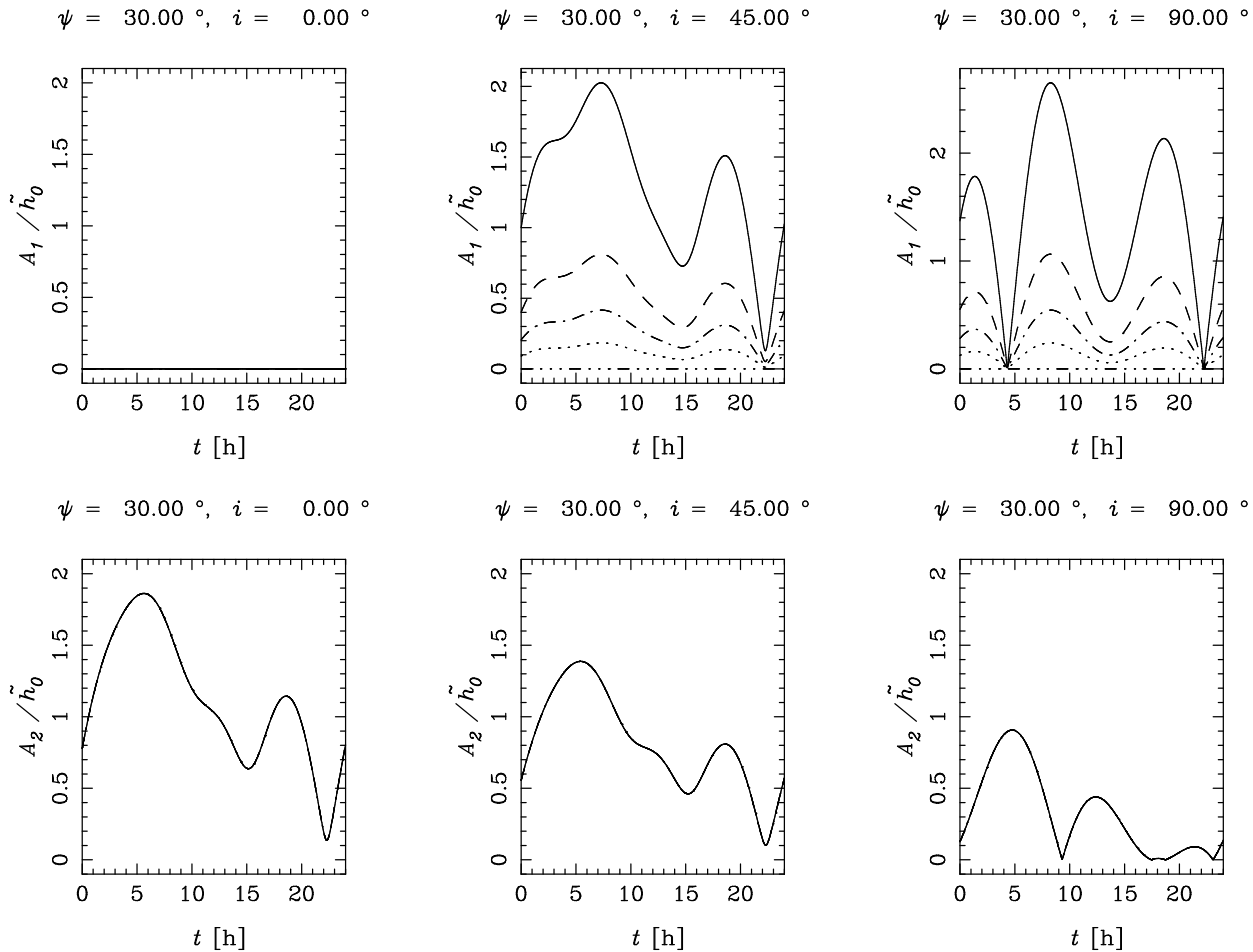 ψ = 30.00 °, i = 0.00 °
ψ = 30.00 °, i = 45.00 °
ψ = 30.00 °, i = 90.00 °
A₁/h̃₀
2
1.5
1
0.5
0
0 5 10 15 20
t [h]
A₁/h̃₀
2
1.5
1
0.5
0
0 5 10 15 20
t [h]
A₁/h̃₀
2
1
0
0 5 10 15 20
t [h]
ψ = 30.00 °, i = 0.00 °
ψ = 30.00 °, i = 45.00 °
ψ = 30.00 °, i = 90.00 °
A₂/h̃₀
2
1.5
1
0.5
0
0 5 10 15 20
t [h]
A₂/h̃₀
2
1.5
1
0.5
0
0 5 10 15 20
t [h]
A₂/h̃₀
2
1.5
1
0.5
0
0 5 10 15 20
t [h]